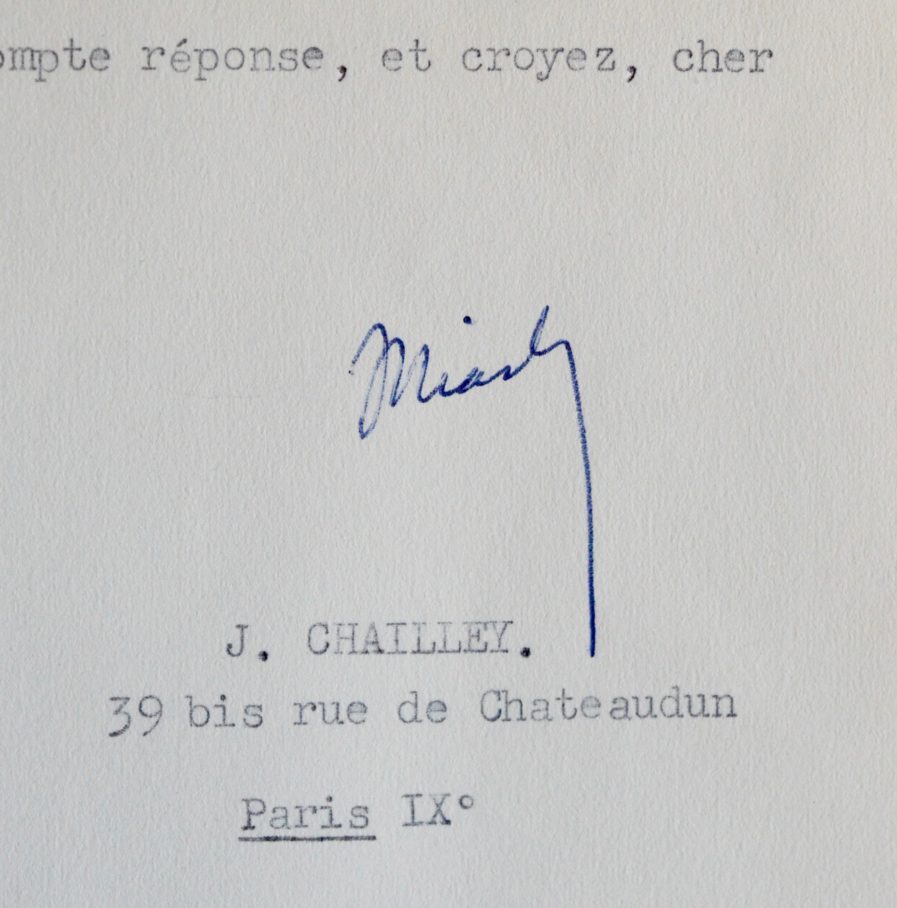 ompte réponse, et croyez, cher
J. CHAILLEY.
39 bis rue de Chateaudun
Paris IX°